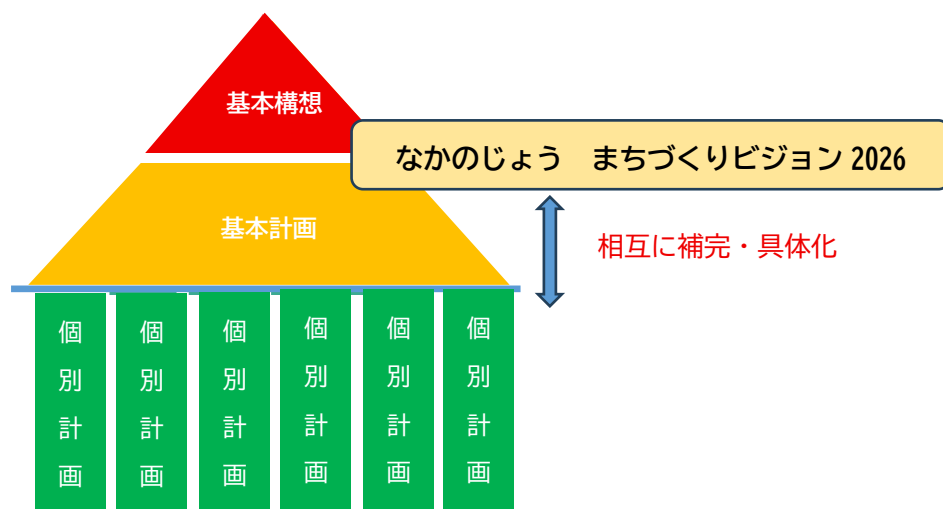 基本構想
なかのじょう　まちづくりビジョン 2026
基本計画
相互に補完・具体化
個別計画
個別計画
個別計画
個別計画
個別計画
個別計画